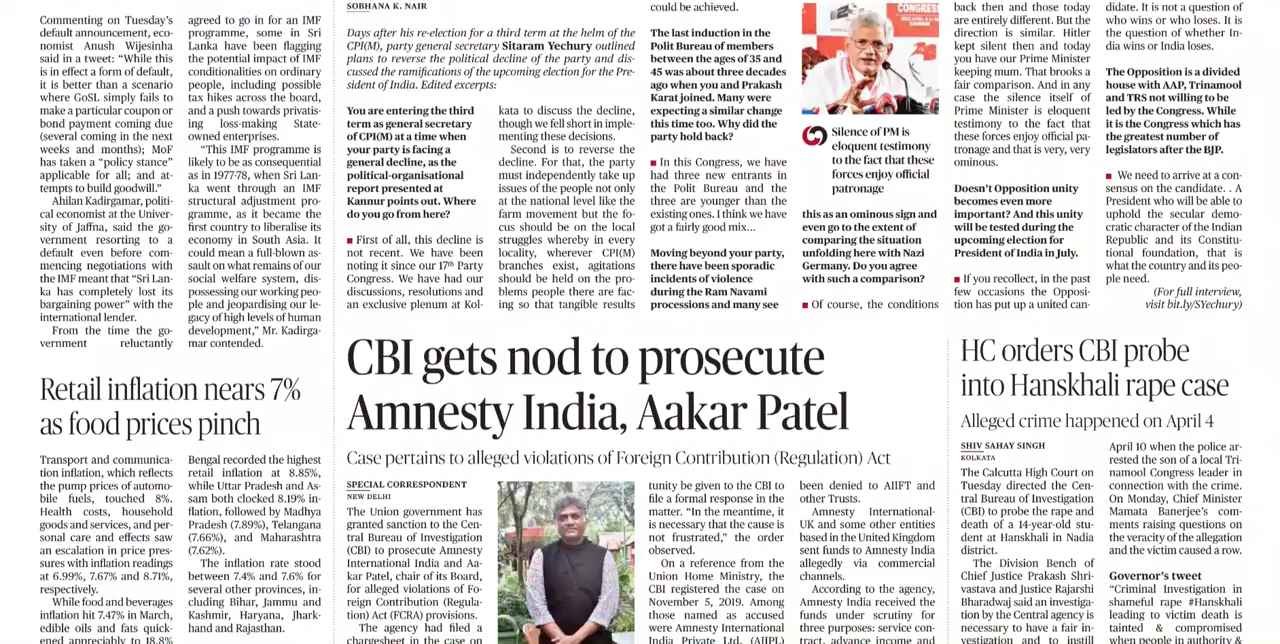 Commenting on Tuesday's
default announcement, eco-
nomist Anush Wijesinha
said in a tweet: "While this
is in effect a form of default,
it is better than a scenario
where GoSL simply fails to
make a particular coupon or
bond payment coming due
(several coming in the next
weeks and months); MoF
has taken a "policy stance"
applicable for all; and at-
tempts to build goodwill."
Ahilan Kadirgamar, politi-
cal economist at the Univer-
sity of Jaffna, said the go-
vernment resorting to a
default even before com-
mencing negotiations with
the IMF meant that "Sri Lan-
ka has completely lost its
bargaining power" with the
international lender.
From the time the go-
vernment reluctantly
agreed to go in for an IMF
programme, some in Sri
Lanka have been flagging
the potential impact of IMF
conditionalities on ordinary
people, including possible
tax hikes across the board,
and a push towards privatis-
ing loss-making State-
owned enterprises.
"This IMF programme is
likely to be as consequential
as in 1977-78, when Sri Lan-
ka went through an IMF
structural adjustment pro-
gramme, as it became the
first country to liberalise its
economy in South Asia. It
could mean a full-blown as-
sault on what remains of our
social welfare system, dis-
possessing our working peo-
ple and jeopardising our le-
gacy of high levels of human
development," Mr. Kadirga-
mar contended.
Retail inflation nears 7%
as food prices pinch
Transport and communica-
tion inflation, which reflects
the pump prices of automo-
bile fuels, touched 8%.
Health costs, household
goods and services, and per-
sonal care and effects saw
an escalation in price pres-
sures with inflation readings
at 6.99%, 7.67% and 8.71%,
respectively.
While food and beverages
inflation hit 7.47% in March,
edible oils and fats quick-
ened appreciably to 18.8%
Bengal recorded the highest
retail inflation at 8.85%,
while Uttar Pradesh and As-
sam both clocked 8.19% in-
flation, followed by Madhya
Pradesh (7.89%), Telangana
(7.66%), and Maharashtra
(7.62%).
The inflation rate stood
between 7.4% and 7.6% for
several other provinces, in-
cluding Bihar, Jammu and
Kashmir, Haryana, Jhark-
hand and Rajasthan.
SOBHANA K. NAIR
Days after his re-election for a third term at the helm of the
CPI(M), party general secretary Sitaram Yechury outlined
plans to reverse the political decline of the party and dis-
cussed the ramifications of the upcoming election for the Pre-
sident of India. Edited excerpts:
You are entering the third
term as general secretary
of CPI(M) at a time when
your party is facing a
general decline, as the
political-organisational
report presented at
Kannur points out. Where
do you go from here?
■ First of all, this decline is
not recent. We have been
noting it since our 17th Party
Congress. We have had our
discussions, resolutions and
an exclusive plenum at Kol-
kata to discuss the decline,
though we fell short in imple-
menting these decisions.
Second is to reverse the
decline. For that, the party
must independently take up
issues of the people not only
at the national level like the
farm movement but the fo-
cus should be on the local
struggles whereby in every
locality, wherever CPI(M)
branches exist, agitations
should be held on the pro-
blems people there are fac-
ing so that tangible results
could be achieved.
The last induction in the
Polit Bureau of members
between the ages of 35 and
45 was about three decades
ago when you and Prakash
Karat joined. Many were
expecting a similar change
this time too. Why did the
party hold back?
■ In this Congress, we have
had three new entrants in
the Polit Bureau and the
three are younger than the
existing ones. I think we have
got a fairly good mix...
Moving beyond your party,
there have been sporadic
incidents of violence
during the Ram Navami
processions and many see
CONGRESS
Silence of PM is
eloquent testimony
to the fact that these
forces enjoy official
patronage
this as an ominous sign and
even go to the extent of
comparing the situation
unfolding here with Nazi
Germany. Do you agree
with such a comparison?
■ Of course, the conditions
back then and those today
are entirely different. But the
direction is similar. Hitler
kept silent then and today
you have our Prime Minister
keeping mum. That brooks a
fair comparison. And in any
case the silence itself of
Prime Minister is eloquent
testimony to the fact that
these forces enjoy official pa-
tronage and that is very, very
ominous.
Doesn't Opposition unity
becomes even more
important? And this unity
will be tested during the
upcoming election for
President of India in July.
■ If you recollect, in the past
few occasions the Opposi-
tion has put up a united can-
didate. It is not a question of
who wins or who loses. It is
the question of whether In-
dia wins or India loses.
The Opposition is a divided
house with AAP, Trinamool
and TRS not willing to be
led by the Congress. While
it is the Congress which has
the greatest number of
legislators after the BJP.
■ We need to arrive at a con-
sensus on the candidate. . A
President who will be able to
uphold the secular demo-
cratic character of the Indian
Republic and its Constitu-
tional foundation, that is
what the country and its peo-
ple need.
(For full interview,
visit bit.ly/SYechury)
CBI gets nod to prosecute
Amnesty India, Aakar Patel
Case pertains to alleged violations of Foreign Contribution (Regulation) Act
SPECIAL CORRESPONDENT
NEW DELHI
The Union government has
granted sanction to the Cen-
tral Bureau of Investigation
(CBI) to prosecute Amnesty
International India and Aa-
kar Patel, chair of its Board,
for alleged violations of Fo-
reign Contribution (Regula-
tion) Act (FCRA) provisions.
The agency had filed a
chargesheet in the case on
tunity be given to the CBI to
file a formal response in the
matter. "In the meantime, it
is necessary that the cause is
not frustrated," the order
observed.
On a reference from the
Union Home Ministry, the
CBI registered the case on
November 5, 2019. Among
those named as accused
were Amnesty International
India Private Ltd. (AIIPL)
been denied to AIIFT and
other Trusts.
Amnesty International-
UK and some other entities
based in the United Kingdom
sent funds to Amnesty India
allegedly via commercial
channels.
According to the agency,
Amnesty India received the
funds under scrutiny for
three purposes: service con-
tract, advance income and
HC orders CBI probe
into Hanskhali rape case
Alleged crime happened on April 4
SHIV SAHAY SINGH
KOLKATA
The Calcutta High Court on
Tuesday directed the Cen-
tral Bureau of Investigation
(CBI) to probe the rape and
death of a 14-year-old stu-
dent at Hanskhali in Nadia
district.
The Division Bench of
Chief Justice Prakash Shri-
vastava and Justice Rajarshi
Bharadwaj said an investiga-
tion by the Central agency is
necessary to have a fair in-
vestigation and to instill
April 10 when the police ar-
rested the son of a local Tri-
namool Congress leader in
connection with the crime.
On Monday, Chief Minister
Mamata Banerjee's com-
ments raising questions on
the veracity of the allegation
and the victim caused a row.
Governor's tweet
"Criminal Investigation in
shameful rape #Hanskhali
leading to victim death is
tainted & compromised
when people in authority &